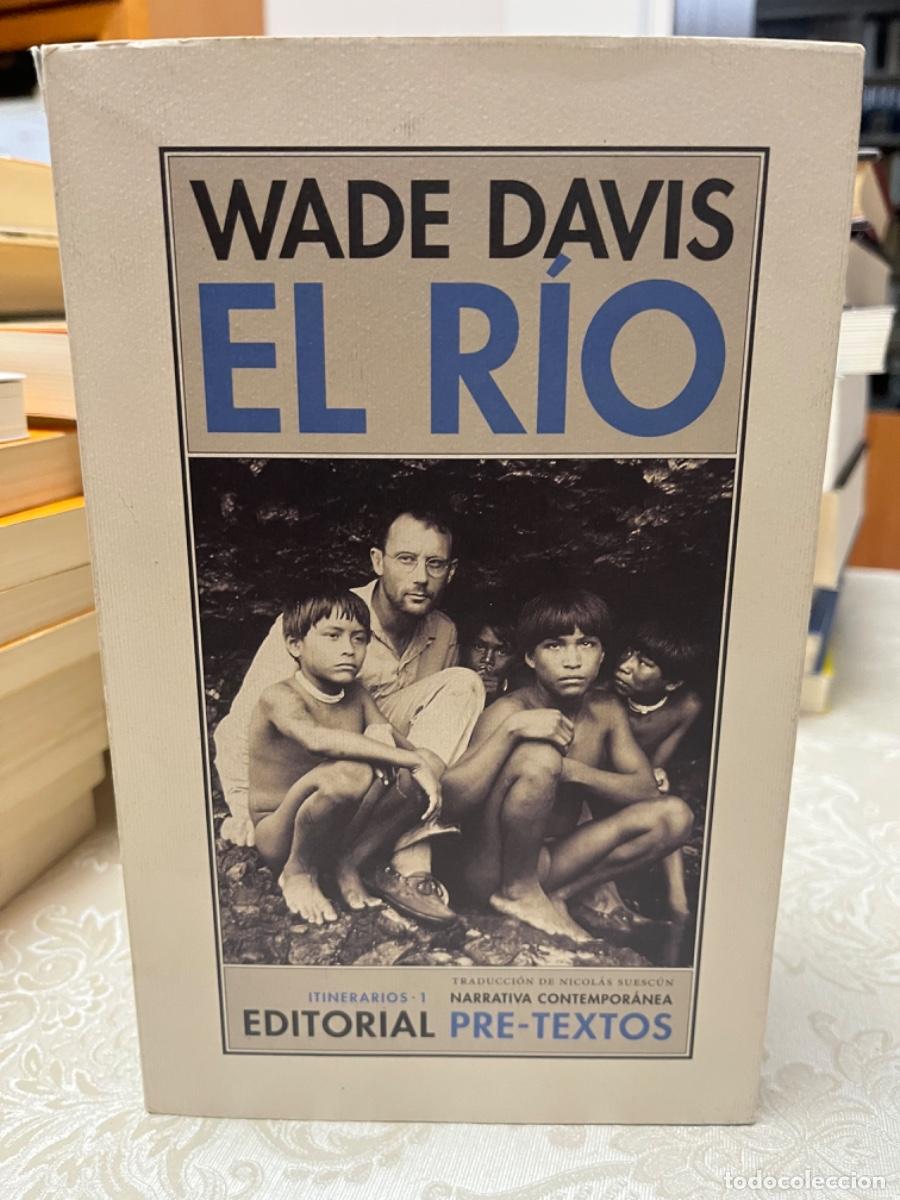 WADE DAVIS
EL RÍO
TRADUCCIÓN DE NICOLÁS SUESCÚN
ITINERARIOS · 1 NARRATIVA CONTEMPORÁNEA
EDITORIAL PRE-TEXTOS
todocoleccion